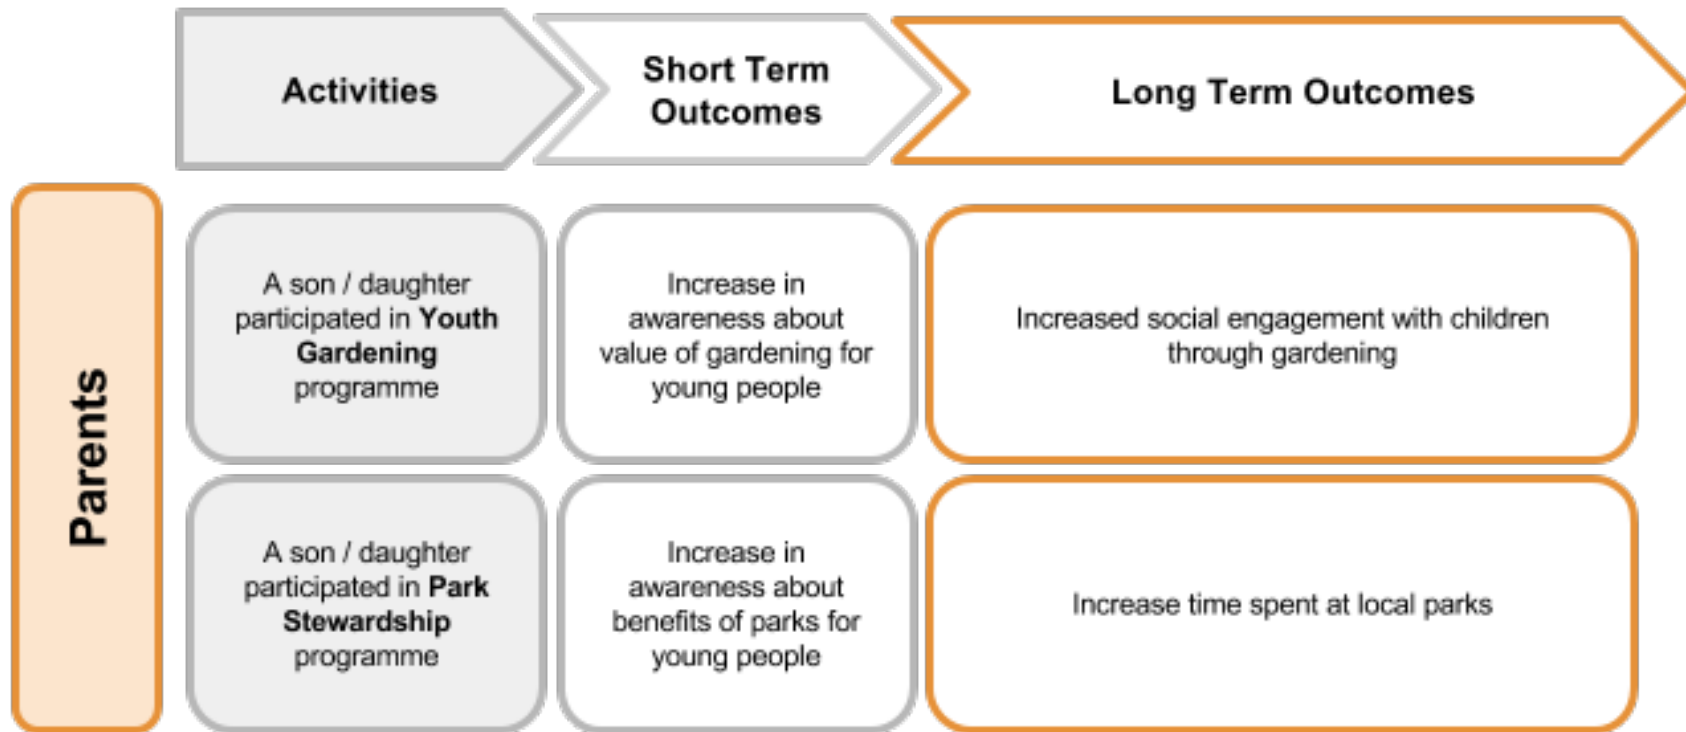 Activities
Short Term
Outcomes
Long Term Outcomes
Parents
A son / daughter
participated in Youth
Gardening
programme
Increase in
awareness about
value of gardening for
young people
Increased social engagement with children
through gardening
A son / daughter
participated in Park
Stewardship
programme
Increase in
awareness about
benefits of parks for
young people
Increase time spent at local parks